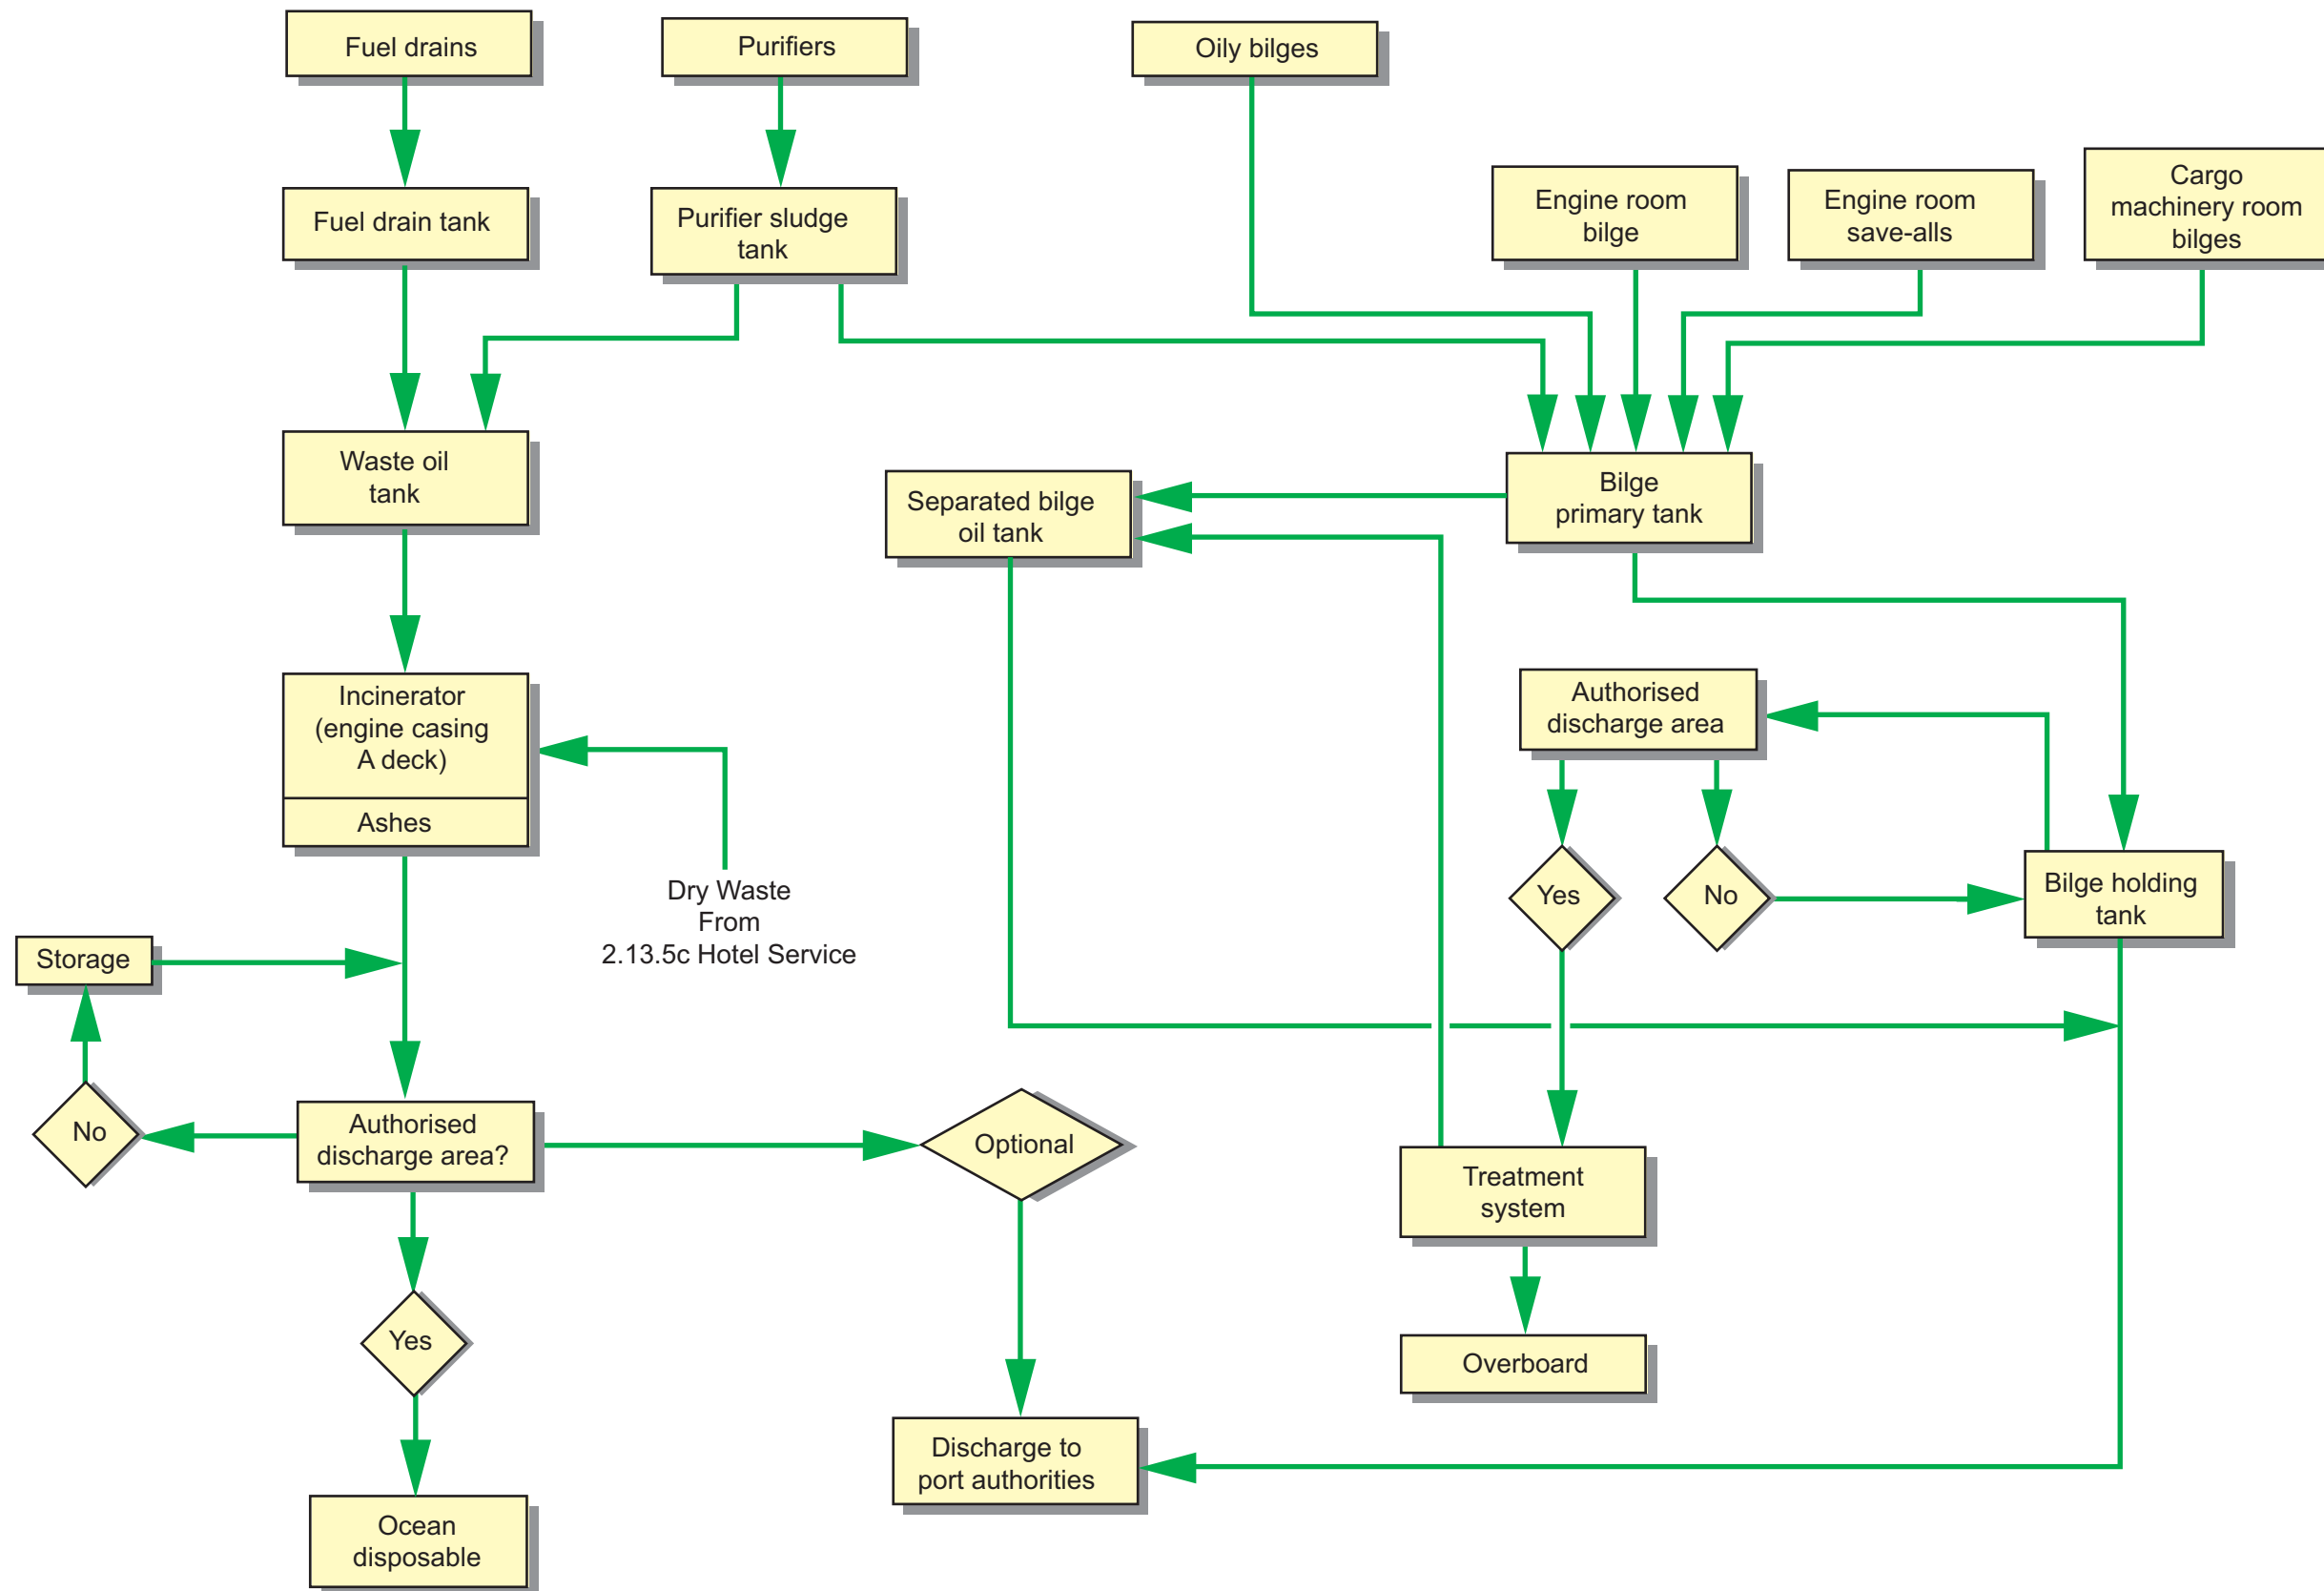 Fuel drains
Purifiers
Oily bilges
Engine room
bilge
Engine room
save-alls
Cargo
machinery room
bilges
Fuel drain tank
Purifier sludge
tank
Waste oil
tank
Separated bilge
oil tank
Bilge
primary tank
Incinerator
(engine casing
A deck)
Ashes
Authorised
discharge area
Dry Waste
From
2.13.5c Hotel Service
Yes
No
Bilge holding
tank
Storage
No
Authorised
discharge area?
Optional
Treatment
system
Yes
Overboard
Discharge to
port authorities
Ocean
disposable